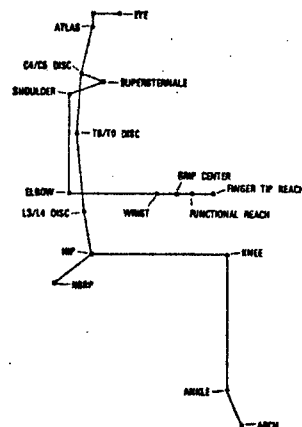 EYE
ATLAS
C4/C5 DISC
SUPERSTERNALE
SHOULDER
T8/T9 DISC
GRIP CENTER
ELBOW
FINGER TIP REACH
L3/L4 DISC
WRIST
FUNCTIONAL REACH
HIP
KNEE
NSRP
ANKLE
ARCH